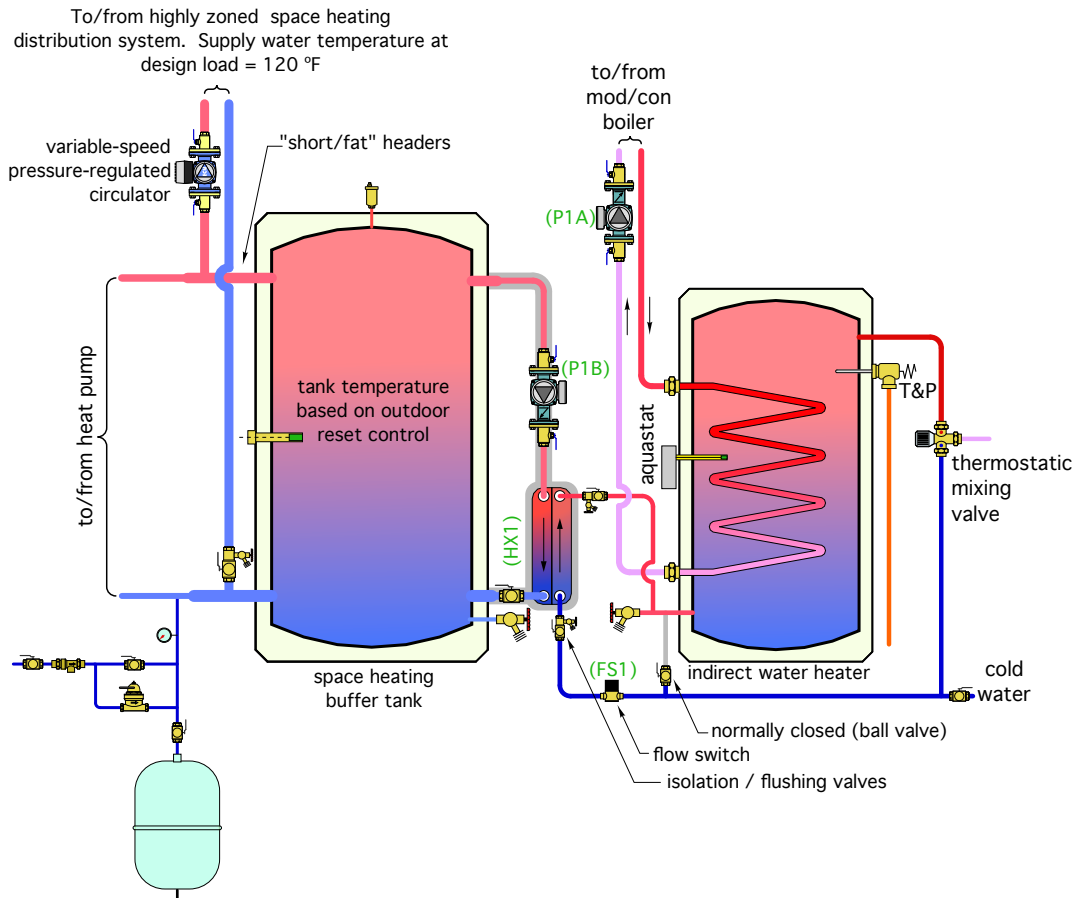 To/from highly zoned space heating
distribution system. Supply water temperature at
design load = 120 ºF
to/from
mod/con
boiler
variable-speed
pressure-regulated
circulator
"short/fat" headers
(P1A)
(P1B)
to/from heat pump
tank temperature
based on outdoor
reset control
aquastat
T&P
thermostatic
mixing
valve
(HX1)
(FS1)
space heating
buffer tank
indirect water heater
cold
water
normally closed (ball valve)
flow switch
isolation / flushing valves